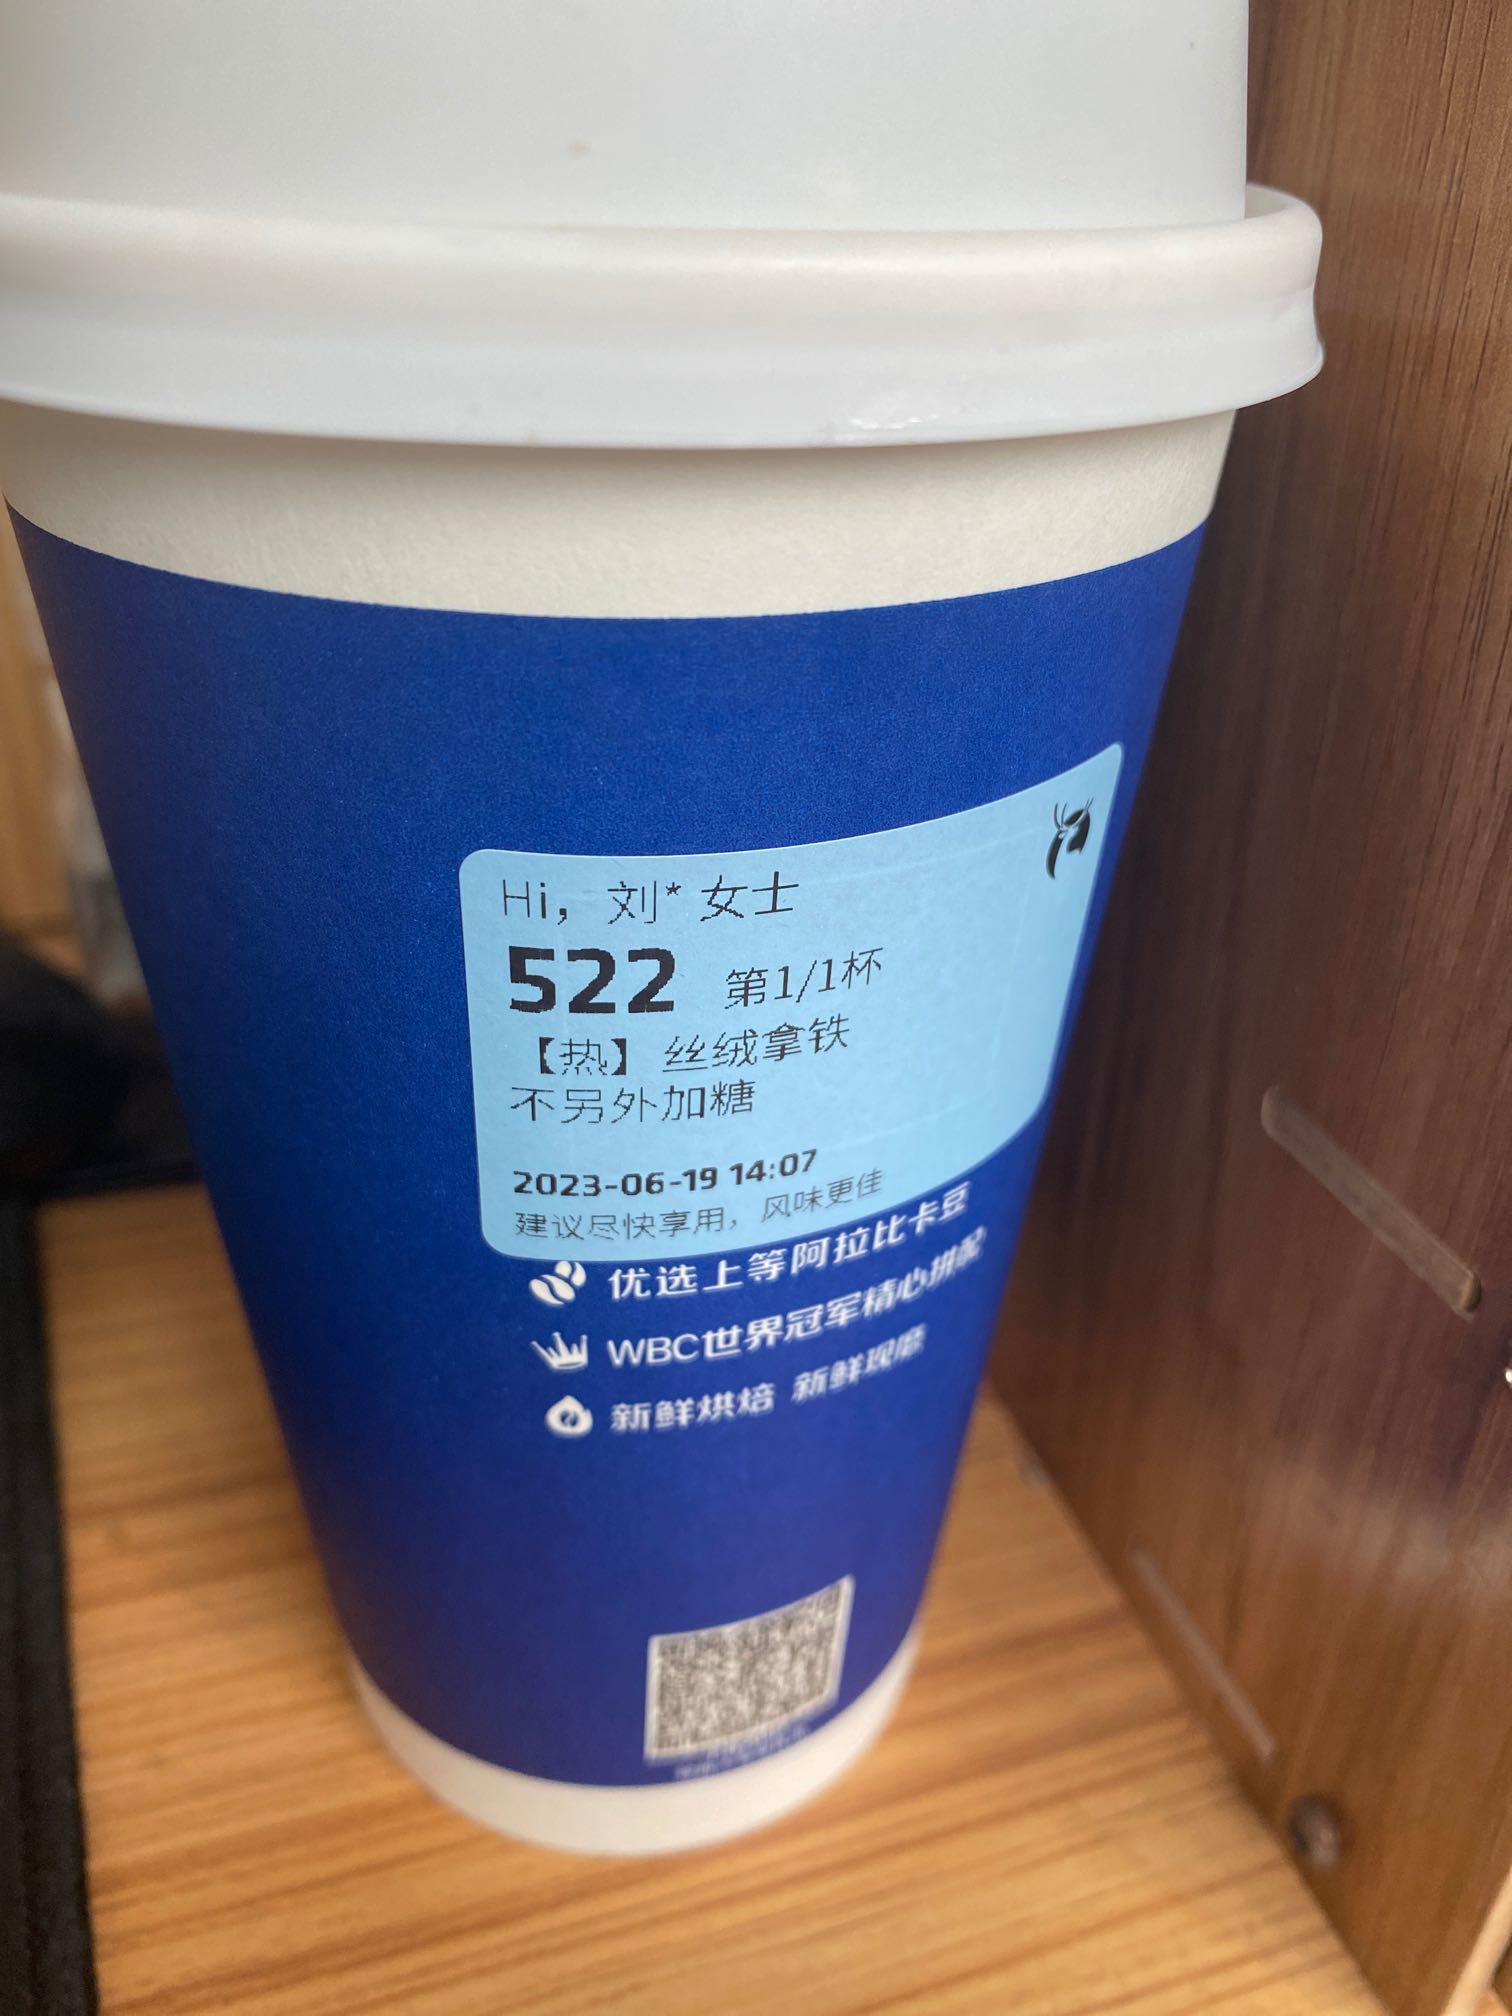 Hi，刘* 女士
522 第1/1杯
【热】丝绒拿铁
不另外加糖
2023-06-19 14:07
建议尽快享用，风味更佳
优选上等阿拉比卡豆
WBC世界冠军精心拼配
新鲜烘焙 新鲜现磨